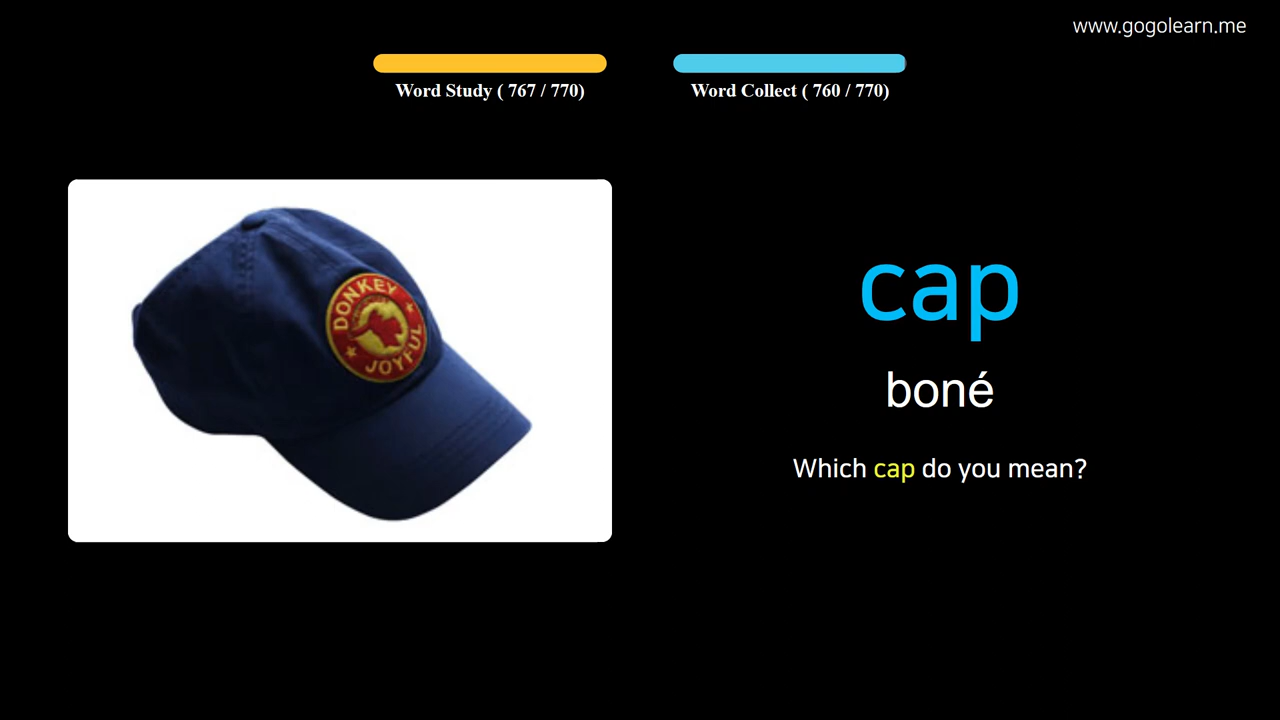 www.gogolearn.me
Word Study ( 767 / 770)
Word Collect ( 760 / 770)
DONKEY
JOYFUL
cap
boné
Which cap do you mean?